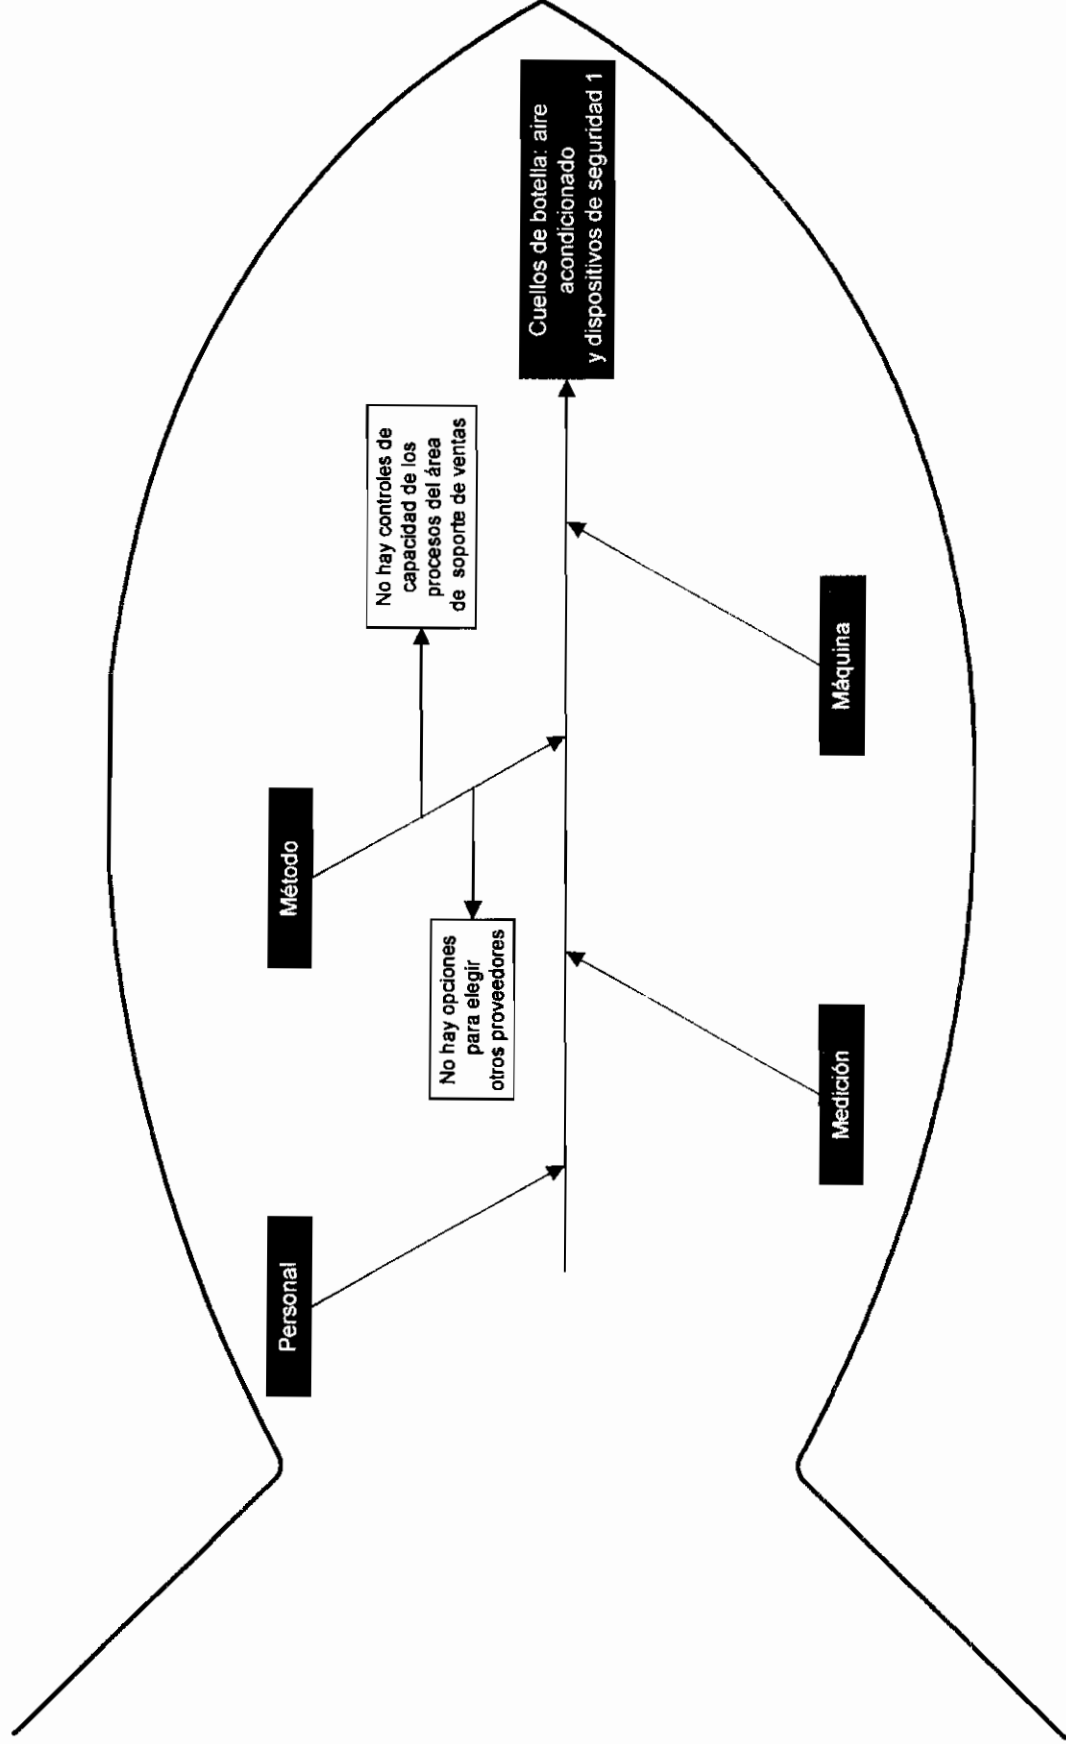 Personal
Método
No hay opciones
para elegir
otros proveedores
No hay controles de
capacidad de los
procesos del área
de soporte de ventas
Cuellos de botella: aire
acondicionado
y dispositivos de seguridad 1
Medición
Máquina